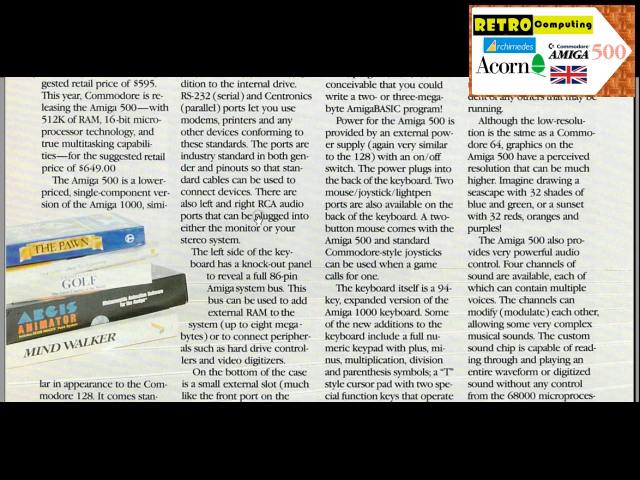 RETRO Computing
Archimedes
Acorn
Commodore
AMIGA 500
gested retail price of $595.
This year, Commodore is re-
leasing the Amiga 500—with
512K of RAM, 16-bit micro-
processor technology, and
true multitasking capabili-
ties—for the suggested retail
price of $649.00
The Amiga 500 is a lower-
priced, single-component ver-
sion of the Amiga 1000, simi-
THE PAWN
GOLF
AEGIS
ANIMATOR
MIND WALKER
lar in appearance to the Com-
modore 128. It comes stan-
dition to the internal drive.
RS-232 (serial) and Centronics
(parallel) ports let you use
modems, printers and any
other devices conforming to
these standards. The ports are
industry standard in both gen-
der and pinouts so that stan-
dard cables can be used to
connect devices. There are
also left and right RCA audio
ports that can be plugged into
either the monitor or your
stereo system.
The left side of the key-
board has a knock-out panel
to reveal a full 86-pin
Amiga system bus. This
bus can be used to add
external RAM to the
system (up to eight mega-
bytes) or to connect peripher-
als such as hard drive control-
lers and video digitizers.
On the bottom of the case
is a small external slot (much
like the front port on the
conceivable that you could
write a two- or three-mega-
byte AmigaBASIC program!
Power for the Amiga 500 is
provided by an external pow-
er supply (again very similar
to the 128) with an on/off
switch. The power plugs into
the back of the keyboard. Two
mouse/joystick/lightpen
ports are also available on the
back of the keyboard. A two-
button mouse comes with the
Amiga 500 and standard
Commodore-style joysticks
can be used when a game
calls for one.
The keyboard itself is a 94-
key, expanded version of the
Amiga 1000 keyboard. Some
of the new additions to the
keyboard include a full nu-
meric keypad with plus, mi-
nus, multiplication, division
and parenthesis symbols; a "T"
style cursor pad with two spe-
cial function keys that operate
dent of any others that may be
running.
Although the low-resolu-
tion is the same as a Commo-
dore 64, graphics on the
Amiga 500 have a perceived
resolution that can be much
higher. Imagine drawing a
seascape with 32 shades of
blue and green, or a sunset
with 32 reds, oranges and
purples!
The Amiga 500 also pro-
vides very powerful audio
control. Four channels of
sound are available, each of
which can contain multiple
voices. The channels can
modify (modulate) each other,
allowing some very complex
musical sounds. The custom
sound chip is capable of read-
ing through and playing an
entire waveform or digitized
sound without any control
from the 68000 microproces-